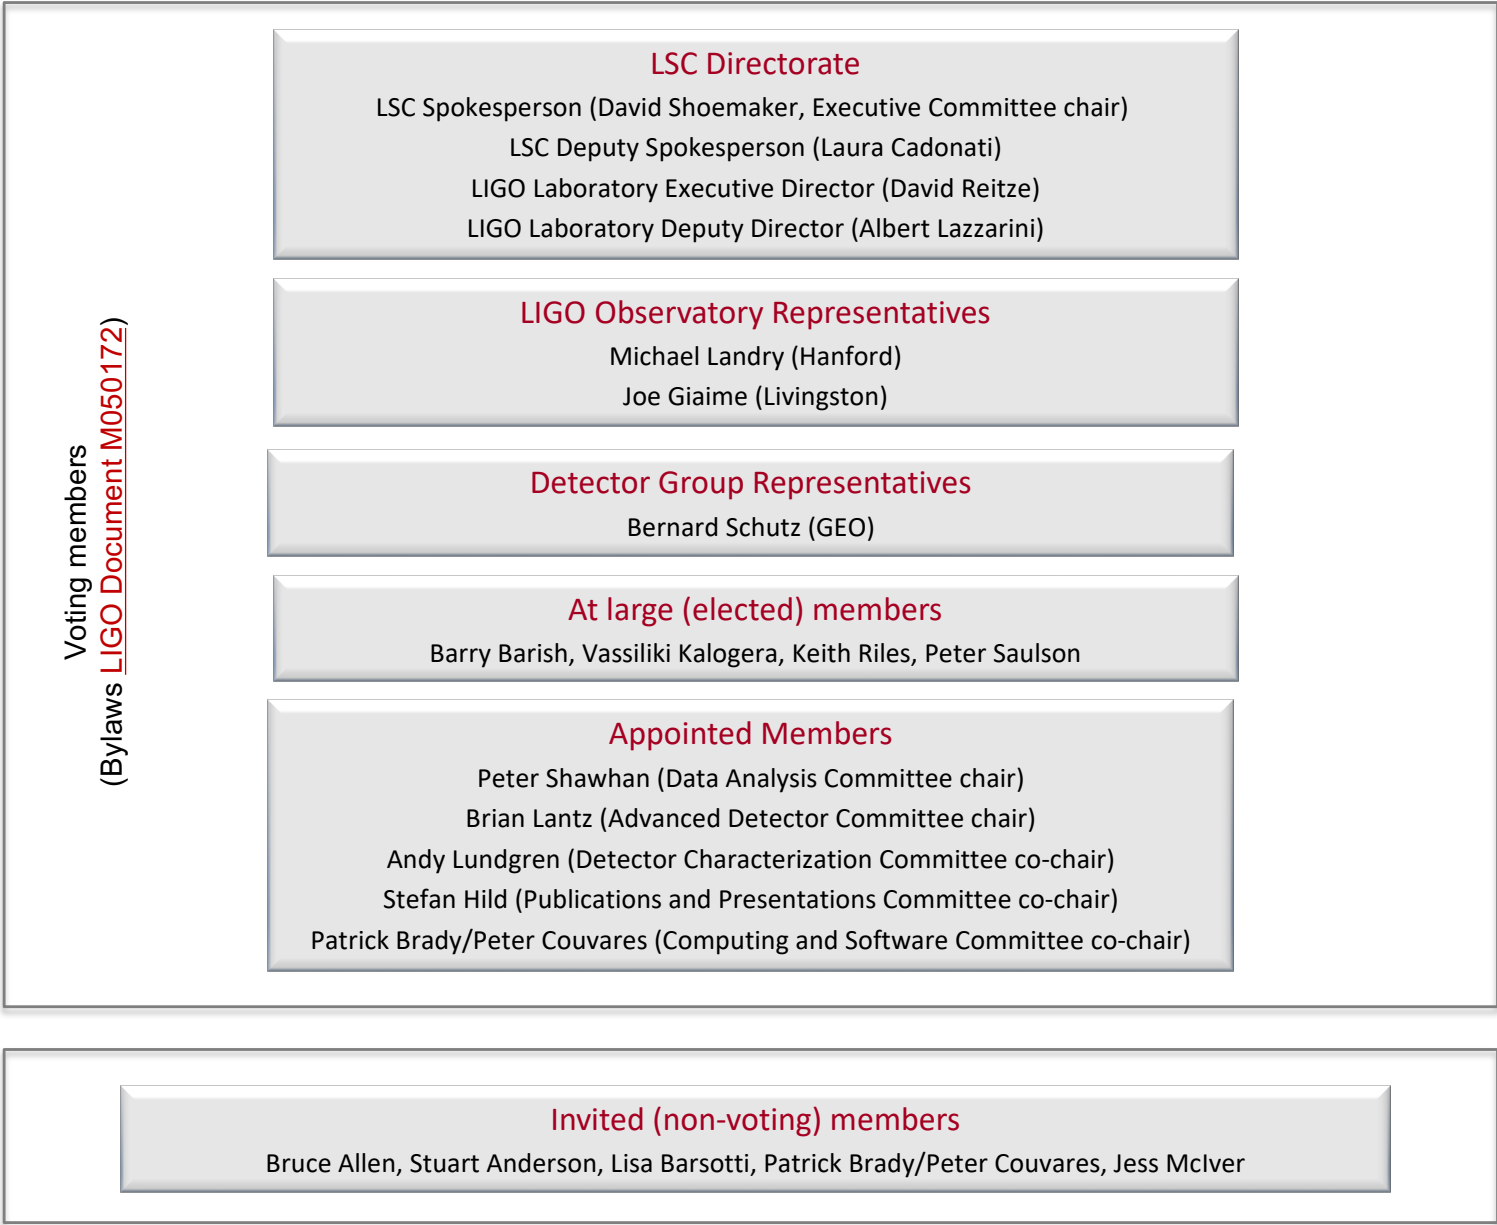 Voting members
(Bylaws LIGO Document M050172)
LSC Directorate
LSC Spokesperson (David Shoemaker, Executive Committee chair)
LSC Deputy Spokesperson (Laura Cadonati)
LIGO Laboratory Executive Director (David Reitze)
LIGO Laboratory Deputy Director (Albert Lazzarini)
LIGO Observatory Representatives
Michael Landry (Hanford)
Joe Giaime (Livingston)
Detector Group Representatives
Bernard Schutz (GEO)
At large (elected) members
Barry Barish, Vassiliki Kalogera, Keith Riles, Peter Saulson
Appointed Members
Peter Shawhan (Data Analysis Committee chair)
Brian Lantz (Advanced Detector Committee chair)
Andy Lundgren (Detector Characterization Committee co-chair)
Stefan Hild (Publications and Presentations Committee co-chair)
Patrick Brady/Peter Couvares (Computing and Software Committee co-chair)
Invited (non-voting) members
Bruce Allen, Stuart Anderson, Lisa Barsotti, Patrick Brady/Peter Couvares, Jess McIver